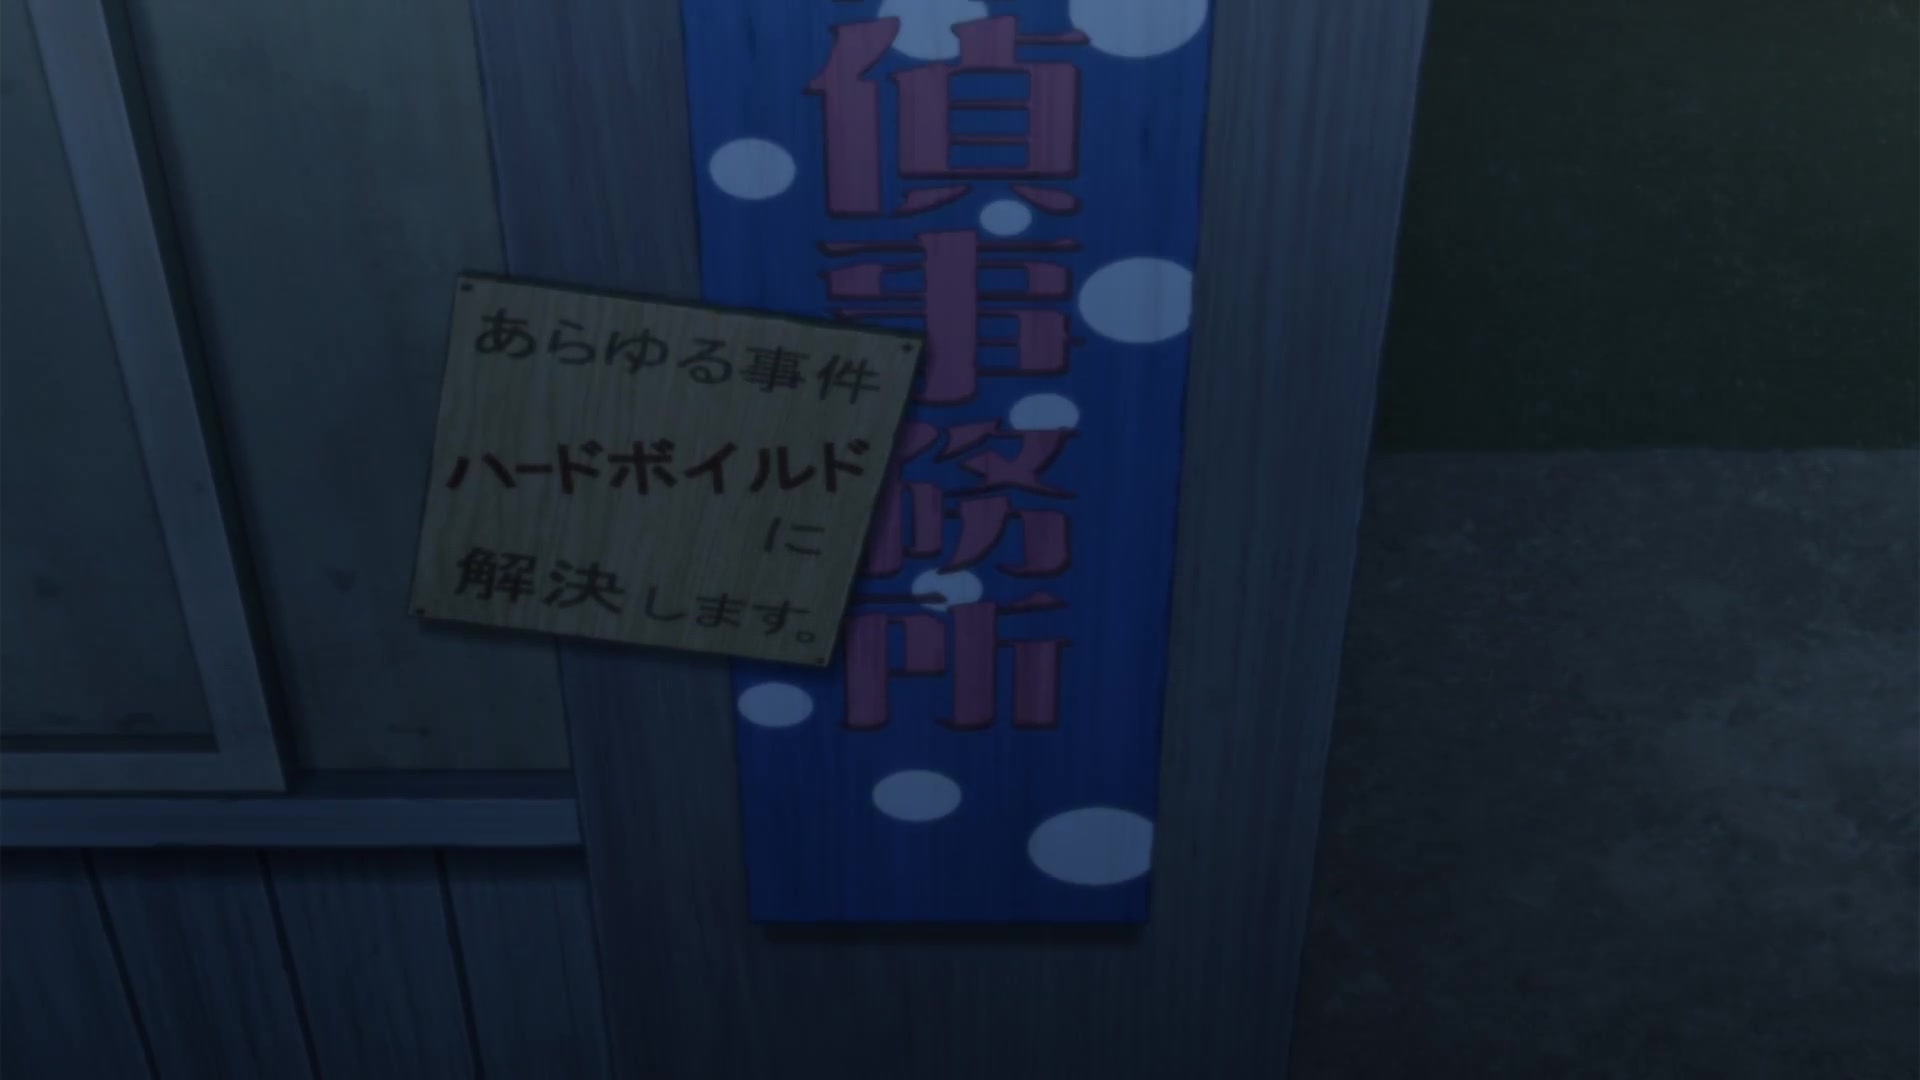 偵事務所
あらゆる事件
ハードボイルド
に
解決します。